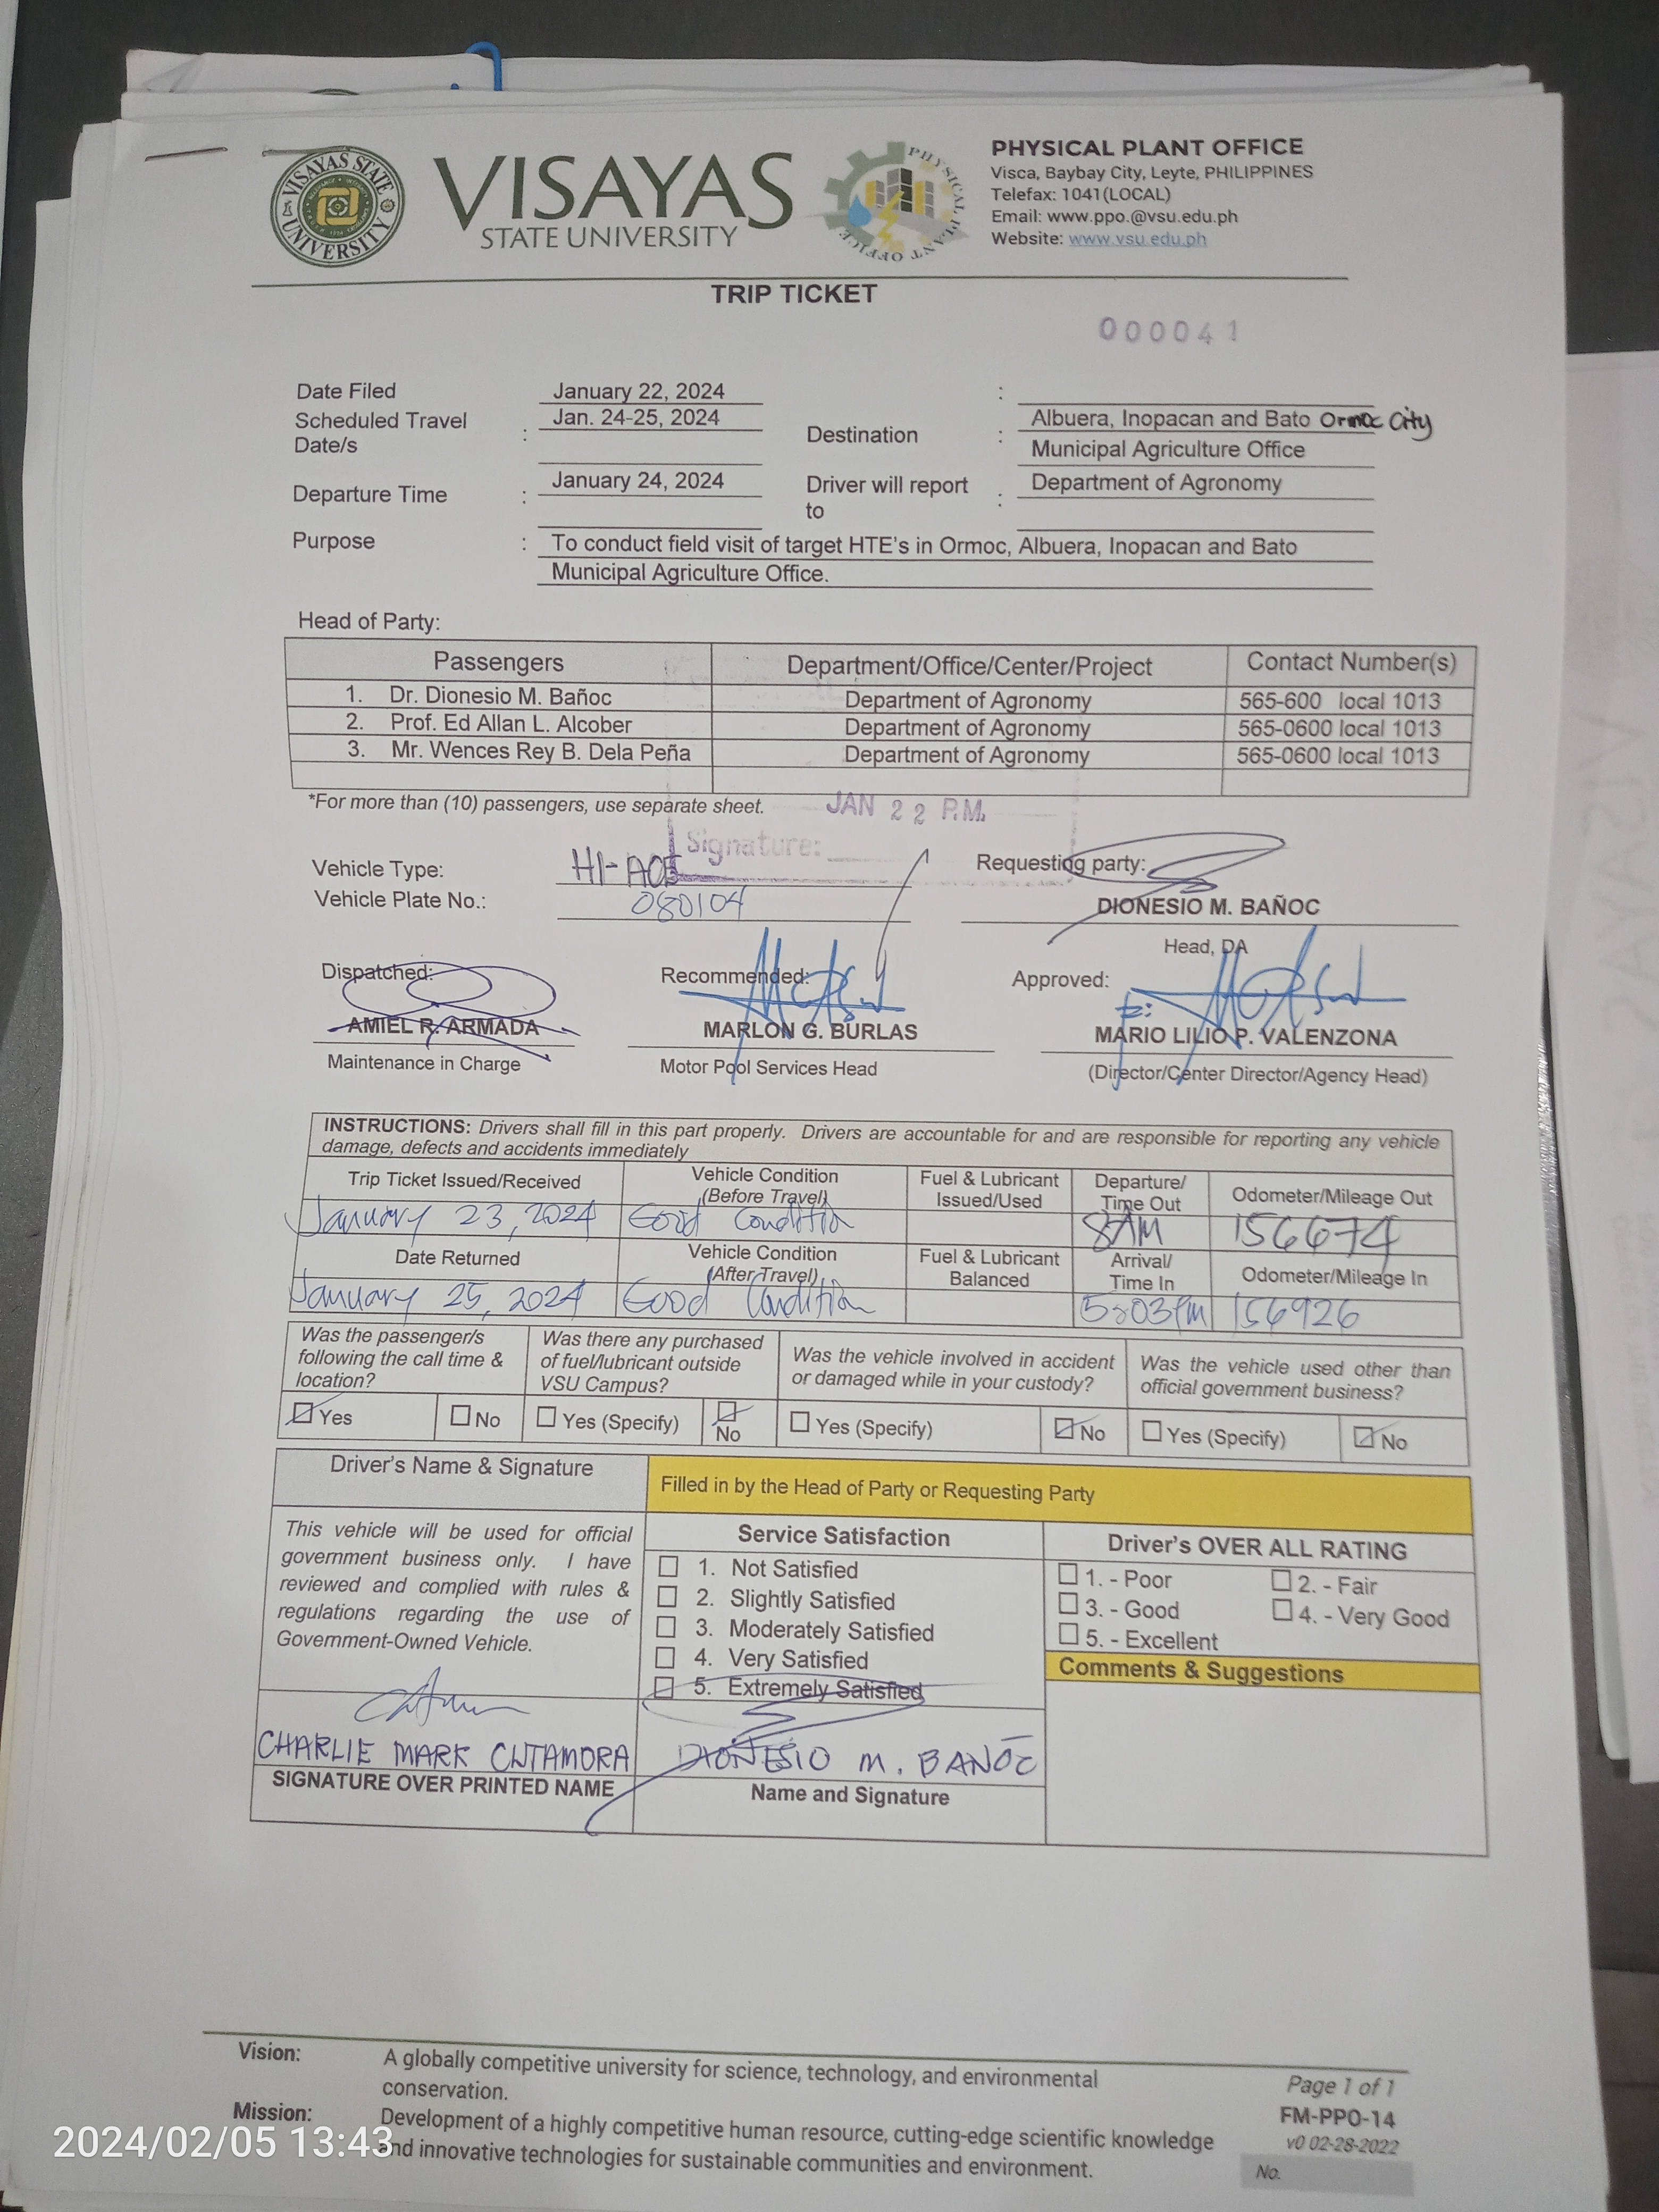 VISAYAS STATE UNIVERSITY
VISAYAS
STATE UNIVERSITY
PHYSICAL PLANT OFFICE
PHYSICAL PLANT OFFICE
Visca, Baybay City, Leyte, PHILIPPINES
Telefax: 1041(LOCAL)
Email: www.ppo.@vsu.edu.ph
Website: www.vsu.edu.ph
TRIP TICKET
000041
Date Filed January 22, 2024 :
Scheduled Travel Date/s : Jan. 24-25, 2024 Destination : Albuera, Inopacan and Bato Ormoc City
Municipal Agriculture Office
Departure Time : January 24, 2024 Driver will report to : Department of Agronomy
Purpose : To conduct field visit of target HTE's in Ormoc, Albuera, Inopacan and Bato
Municipal Agriculture Office.
Head of Party:
Passengers Department/Office/Center/Project Contact Number(s)
1. Dr. Dionesio M. Bañoc Department of Agronomy 565-600 local 1013
2. Prof. Ed Allan L. Alcober Department of Agronomy 565-0600 local 1013
3. Mr. Wences Rey B. Dela Peña Department of Agronomy 565-0600 local 1013
*For more than (10) passengers, use separate sheet.
JAN 22 P.M.
Signature:
Vehicle Type: HI-ACE
Requesting party:
Vehicle Plate No.: 080104
DIONESIO M. BAÑOC
Head, DA
Dispatched: Recommended: Approved:
AMIEL R. ARMADA MARLON G. BURLAS MARIO LILIO P. VALENZONA
Maintenance in Charge Motor Pool Services Head (Director/Center Director/Agency Head)
INSTRUCTIONS: Drivers shall fill in this part properly. Drivers are accountable for and are responsible for reporting any vehicle
damage, defects and accidents immediately
Trip Ticket Issued/Received Vehicle Condition (Before Travel) Fuel & Lubricant Issued/Used Departure/ Time Out Odometer/Mileage Out
January 23, 2024 Good Condition 8AM 156674
Date Returned Vehicle Condition (After Travel) Fuel & Lubricant Balanced Arrival/ Time In Odometer/Mileage In
January 25, 2024 Good Condition 5:03PM 156926
Was the passenger/s following the call time & location? Was there any purchased of fuel/lubricant outside VSU Campus? Was the vehicle involved in accident or damaged while in your custody? Was the vehicle used other than official government business?
Yes No Yes (Specify) No Yes (Specify) No Yes (Specify) No
Driver's Name & Signature
Filled in by the Head of Party or Requesting Party
This vehicle will be used for official
government business only. I have
reviewed and complied with rules &
regulations regarding the use of
Government-Owned Vehicle.
Service Satisfaction
1. Not Satisfied
2. Slightly Satisfied
3. Moderately Satisfied
4. Very Satisfied
5. Extremely Satisfied
Driver's OVER ALL RATING
1. - Poor 2. - Fair
3. - Good 4. - Very Good
5. - Excellent
Comments & Suggestions
CHARLIE MARK
SIGNATURE OVER PRINTED NAME
DIOÑESIO M. BAÑOC
Name and Signature
Vision: A globally competitive university for science, technology, and environmental
conservation.
Mission: Development of a highly competitive human resource, cutting-edge scientific knowledge
and innovative technologies for sustainable communities and environment.
Page 1 of 1
FM-PPO-14
v0 02-28-2022
No.
2024/02/05 13:43